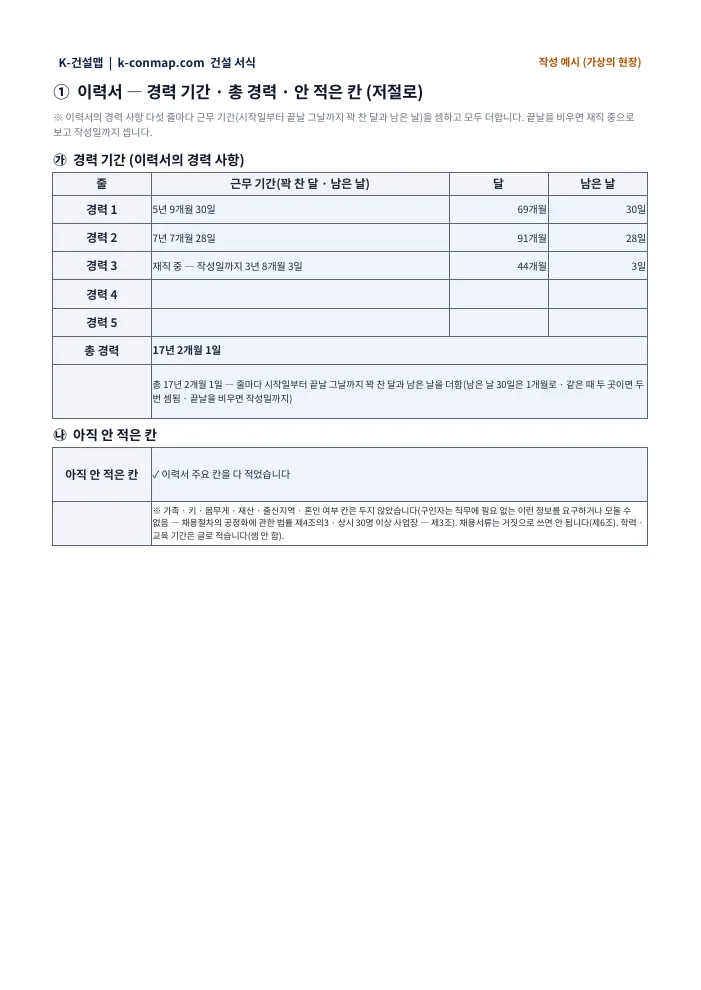 K-건설맵 | k-conmap.com 건설 서식
작성 예시 (가상의 현장)
① 이력서 — 경력 기간 · 총 경력 · 안 적은 칸 (저절로)
※ 이력서의 경력 사항 다섯 줄마다 근무 기간(시작일부터 끝날 그날까지 꽉 찬 달과 남은 날)을 셈하고 모두 더합니다. 끝날을 비우면 재직 중으로
보고 작성일까지 셉니다.
㉮ 경력 기간 (이력서의 경력 사항)
줄 근무 기간(꽉 찬 달 · 남은 날) 달 남은 날
경력 1 5년 9개월 30일 69개월 30일
경력 2 7년 7개월 28일 91개월 28일
경력 3 재직 중 — 작성일까지 3년 8개월 3일 44개월 3일
경력 4
경력 5
총 경력 17년 2개월 1일
총 17년 2개월 1일 — 줄마다 시작일부터 끝날 그날까지 꽉 찬 달과 남은 날을 더함(남은 날 30일은 1개월로 · 같은 때 두 곳이면 두
번 셈됨 · 끝날을 비우면 작성일까지)
㉯ 아직 안 적은 칸
아직 안 적은 칸 ✓ 이력서 주요 칸을 다 적었습니다
※ 가족 · 키 · 몸무게 · 재산 · 출신지역 · 혼인 여부 칸은 두지 않았습니다(구인자는 직무에 필요 없는 이런 정보를 요구하거나 모을 수
없음 — 채용절차의 공정화에 관한 법률 제4조의3 · 상시 30명 이상 사업장 — 제3조). 채용서류는 거짓으로 쓰면 안 됩니다(제6조). 학력 ·
교육 기간은 글로 적습니다(셈 안 함).